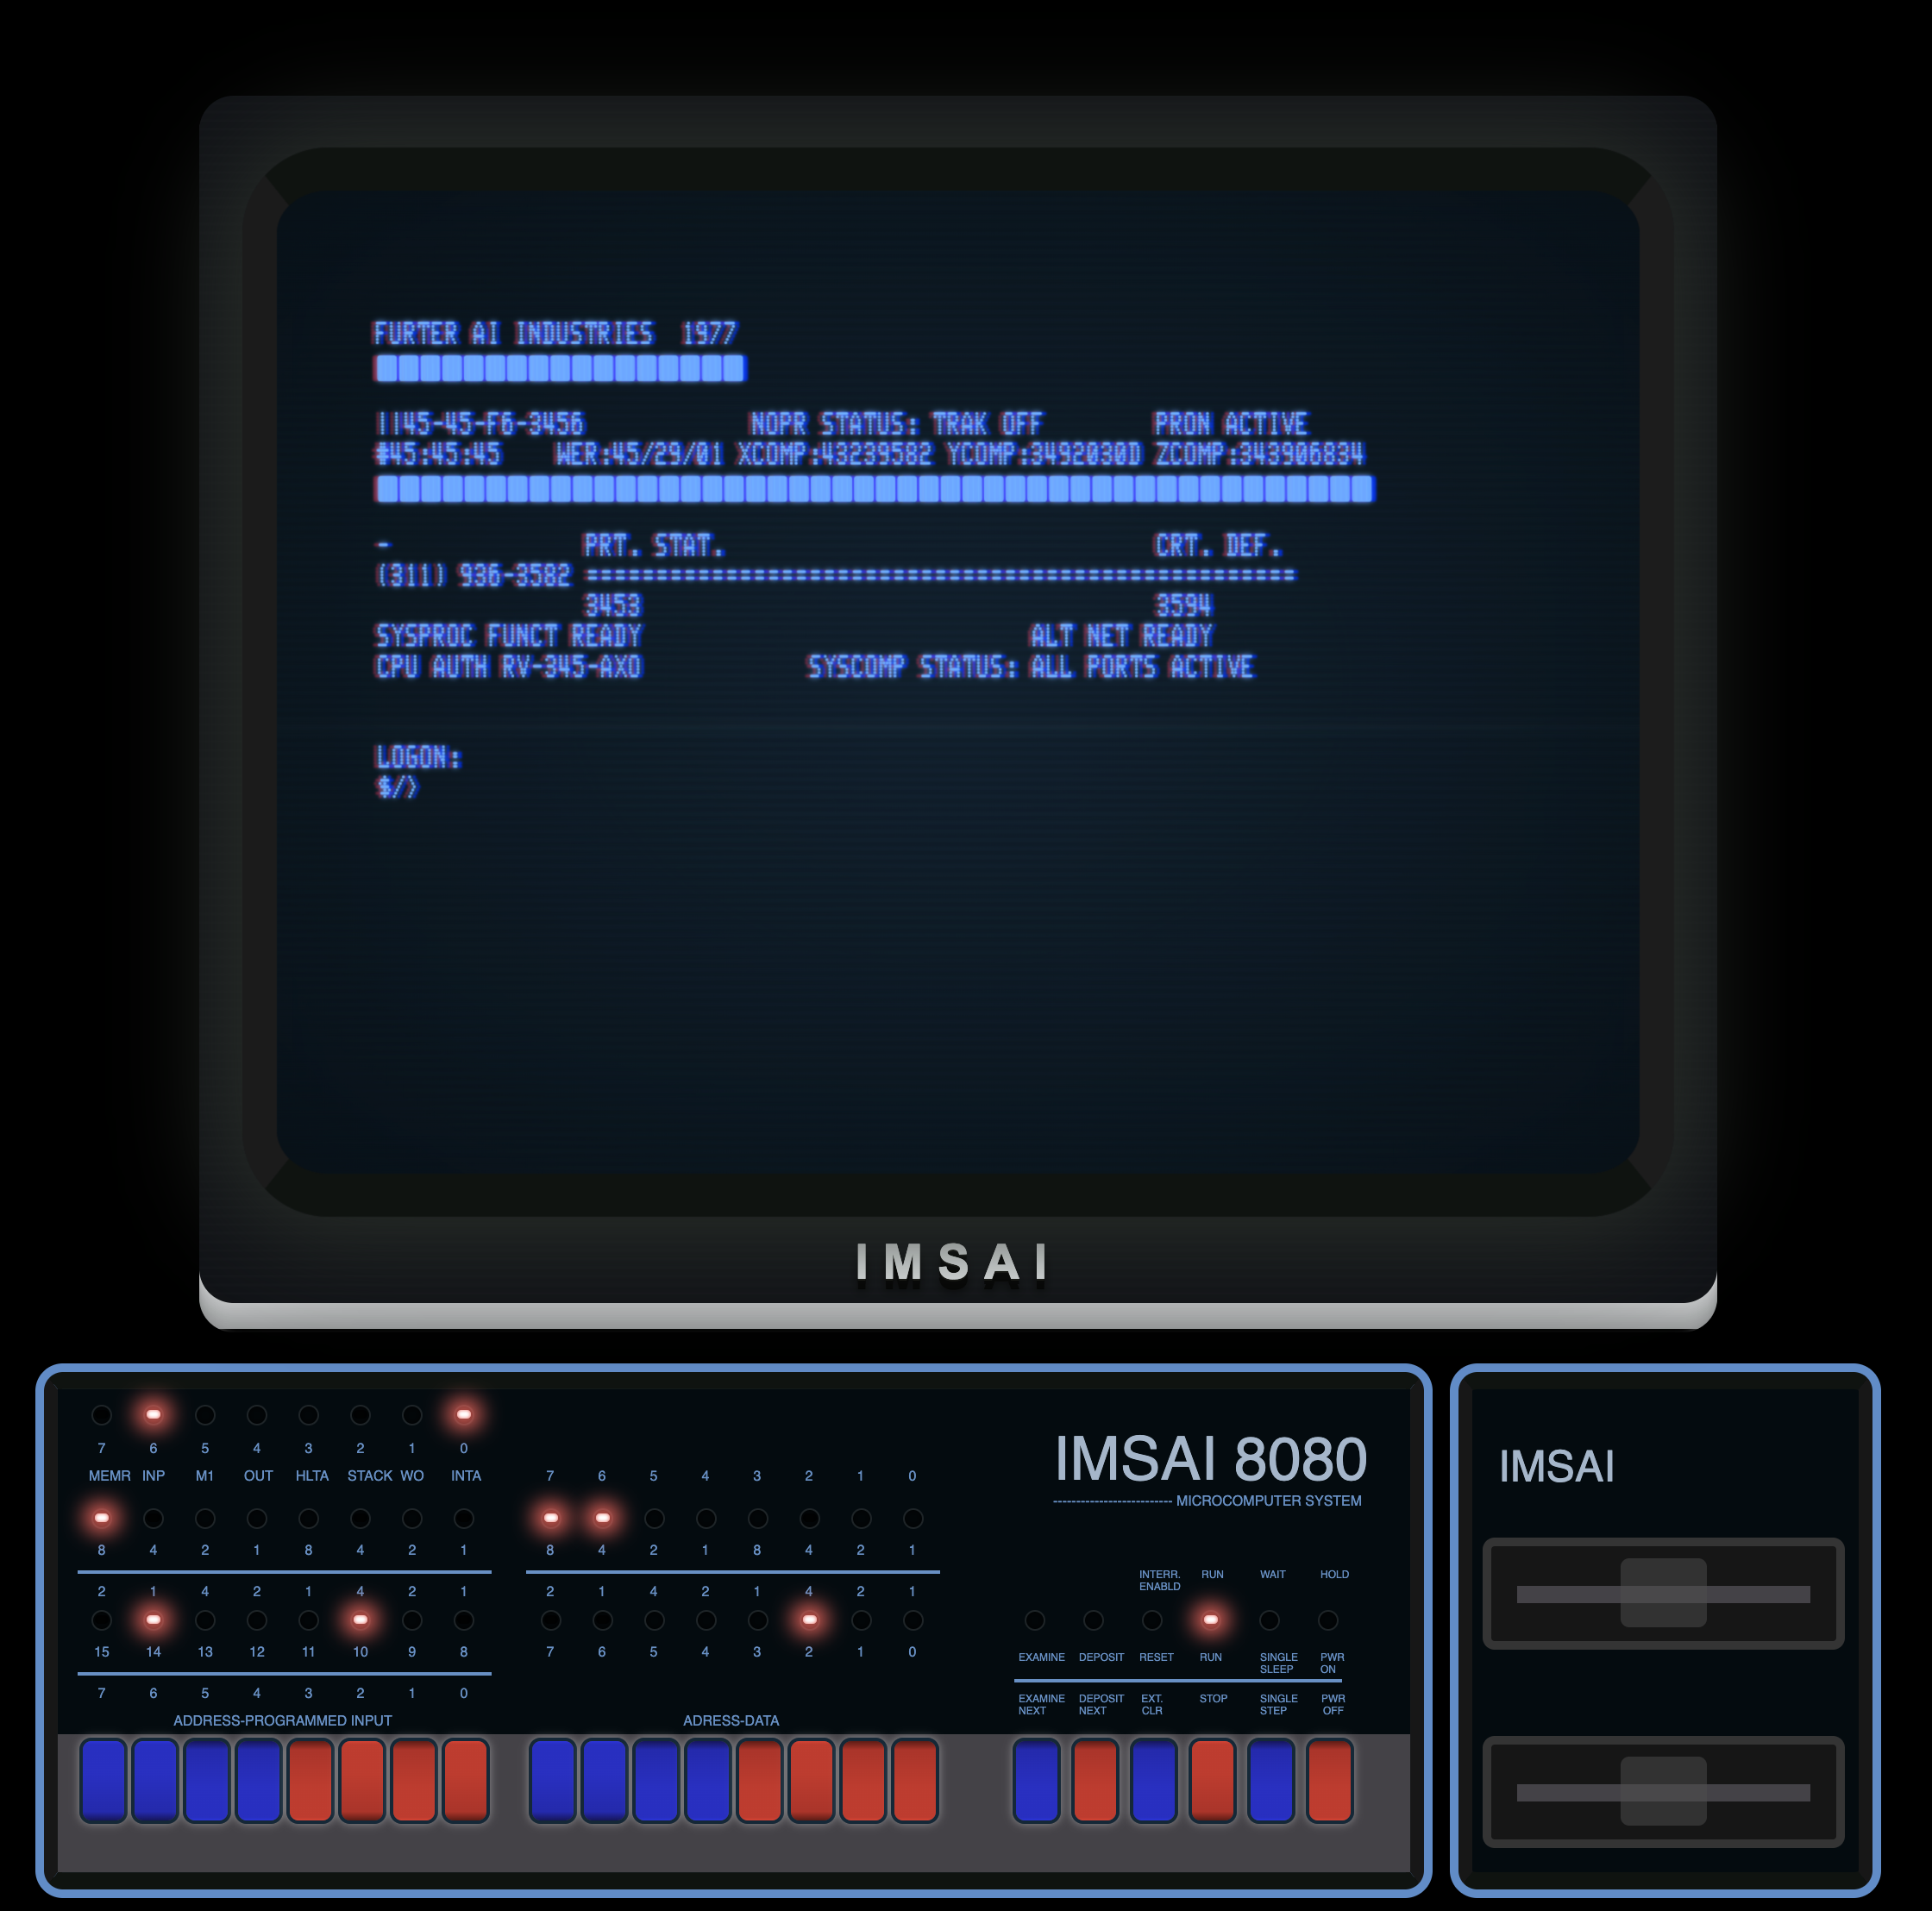 FURTER AI INDUSTRIES 1977
||45-45-F6-3456 NOPR STATUS: TRAK OFF PRON ACTIVE
#45:45:45 WER:45/29/01 XCOMP:43239582 YCOMP:3492030D ZCOMP:343906834
- PRT. STAT. CRT. DEF.
(311) 936-3582 ===================================================
3453 3594
SYSPROC FUNCT READY ALT NET READY
CPU AUTH RV-345-AXO SYSCOMP STATUS: ALL PORTS ACTIVE
LOGON:
$/>
IMSAI
7 6 5 4 3 2 1 0
MEMR INP M1 OUT HLTA STACK WO INTA 7 6 5 4 3 2 1 0
IMSAI 8080
-------------------------- MICROCOMPUTER SYSTEM
8 4 2 1 8 4 2 1 8 4 2 1 8 4 2 1
2 1 4 2 1 4 2 1 2 1 4 2 1 4 2 1
INTERR. RUN WAIT HOLD
ENABLD
15 14 13 12 11 10 9 8 7 6 5 4 3 2 1 0
EXAMINE DEPOSIT RESET RUN SINGLE PWR
SLEEP ON
7 6 5 4 3 2 1 0
EXAMINE DEPOSIT EXT. STOP SINGLE PWR
NEXT NEXT CLR STEP OFF
ADDRESS-PROGRAMMED INPUT ADRESS-DATA
IMSAI